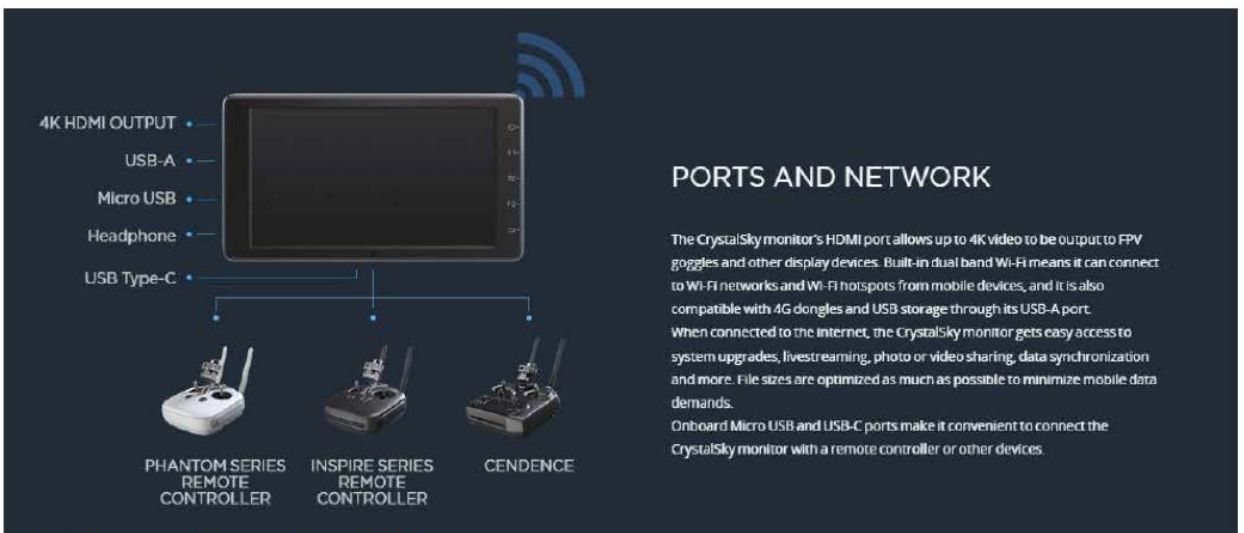 4K HDMI OUTPUT
USB-A
Micro USB
Headphone
USB Type-C
PHANTOM SERIES
REMOTE
CONTROLLER
INSPIRE SERIES
REMOTE
CONTROLLER
CENDENCE
PORTS AND NETWORK
The CrystalSky monitor's HDMI port allows up to 4K video to be output to FPV
goggles and other display devices. Built-in dual band Wi-Fi means it can connect
to Wi-Fi networks and Wi-Fi hotspots from mobile devices, and it is also
compatible with 4G dongles and USB storage through its USB-A port.
When connected to the internet, the CrystalSky monitor gets easy access to
system upgrades, livestreaming, photo or video sharing, data synchronization
and more. File sizes are optimized as much as possible to minimize mobile data
demands.
Onboard Micro USB and USB-C ports make it convenient to connect the
CrystalSky monitor with a remote controller or other devices.